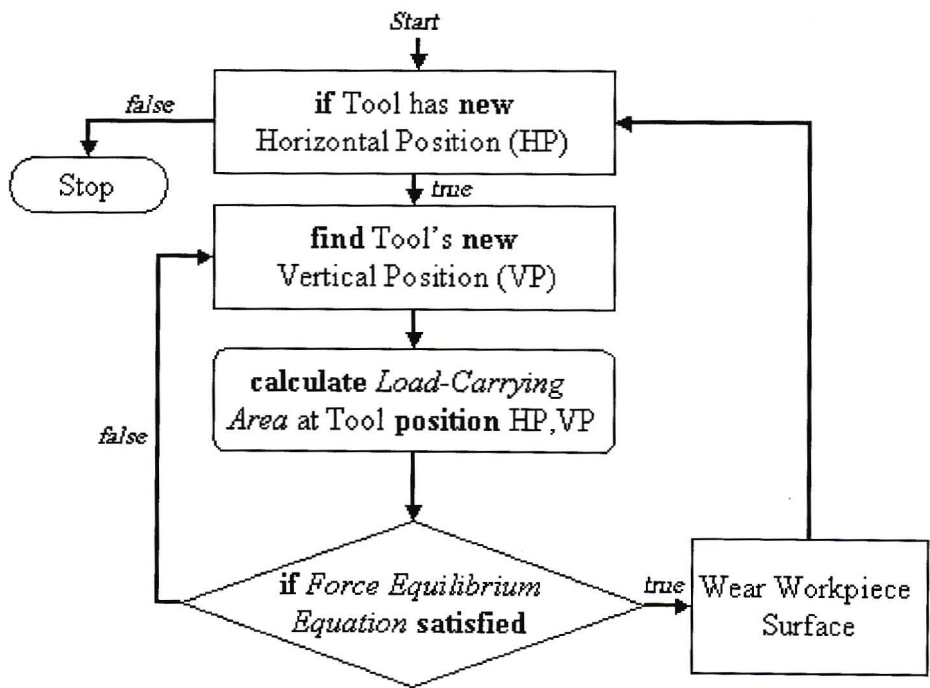 Start
if Tool has new
Horizontal Position (HP)
false
Stop
true
find Tool's new
Vertical Position (VP)
calculate Load-Carrying
Area at Tool position HP,VP
false
if Force Equilibrium
Equation satisfied
true
Wear Workpiece
Surface